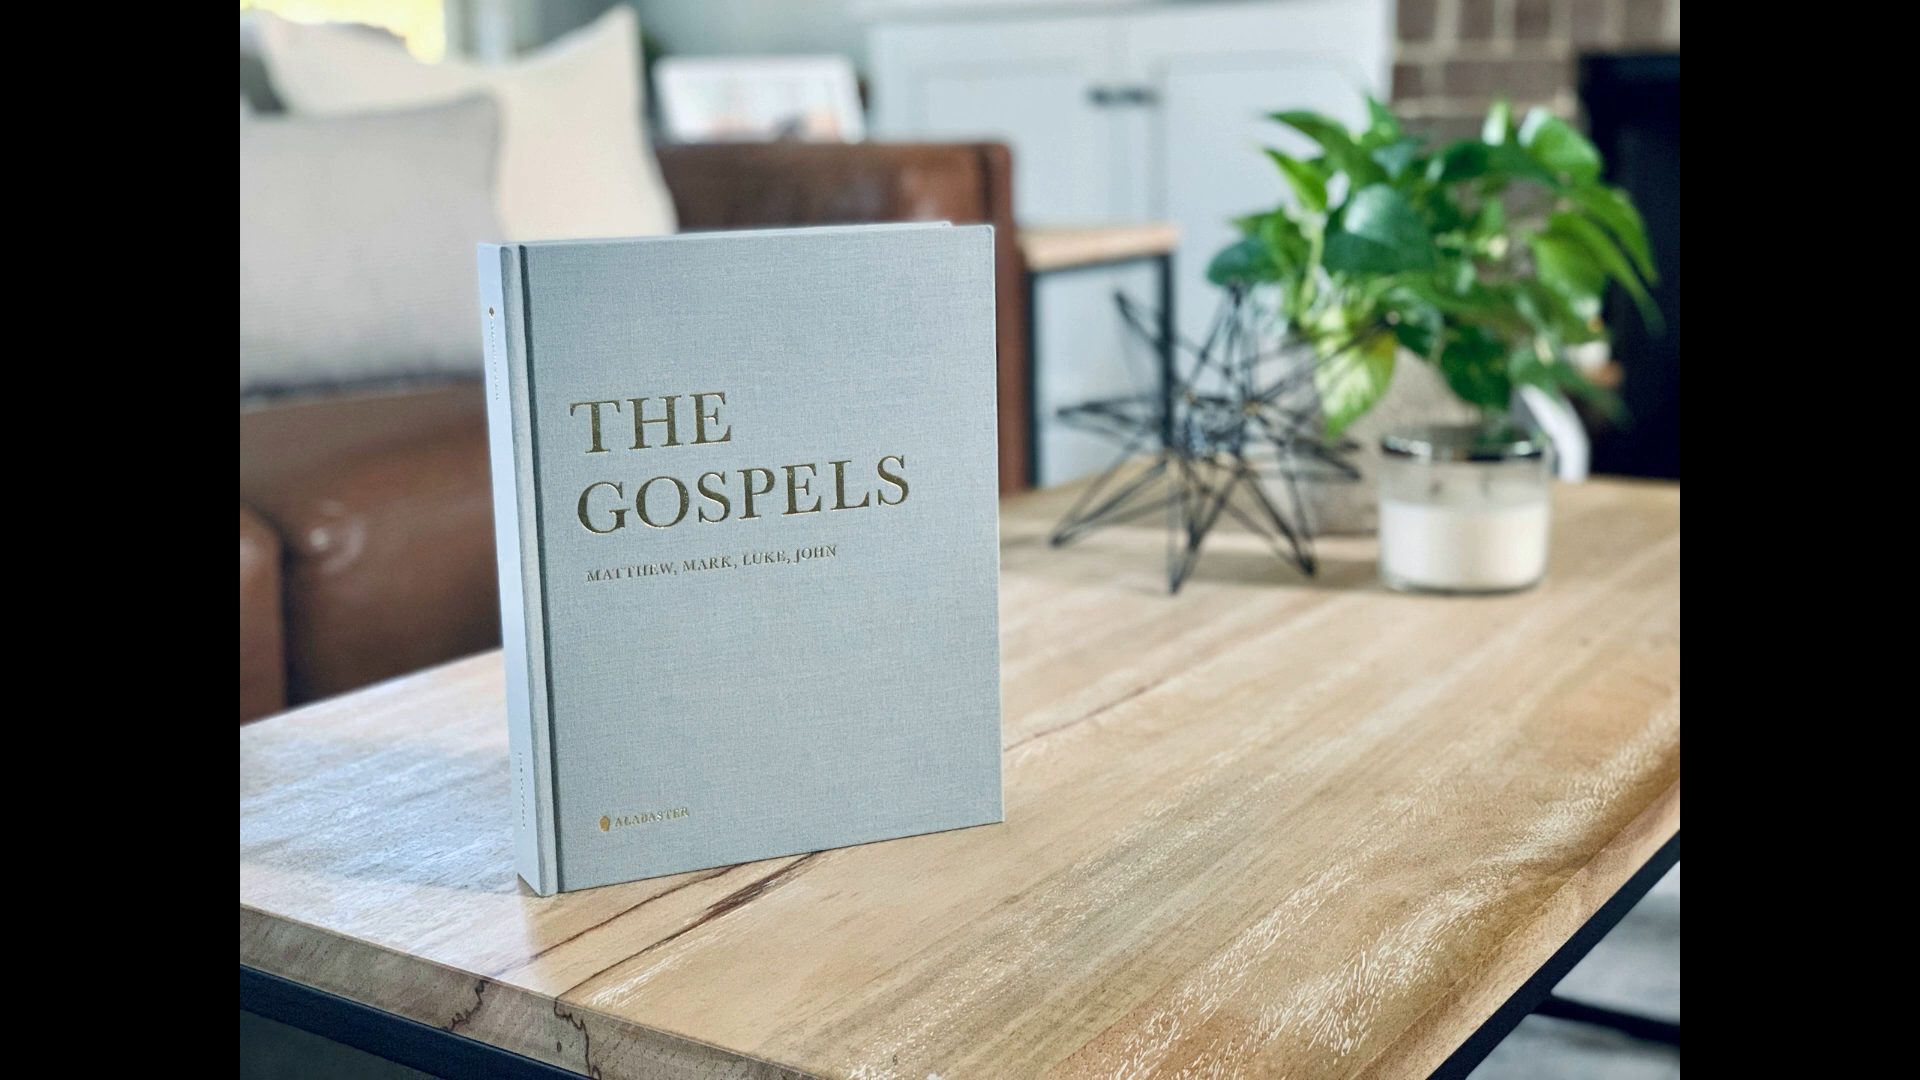 THE
GOSPELS
MATTHEW, MARK, LUKE, JOHN
ALABASTER